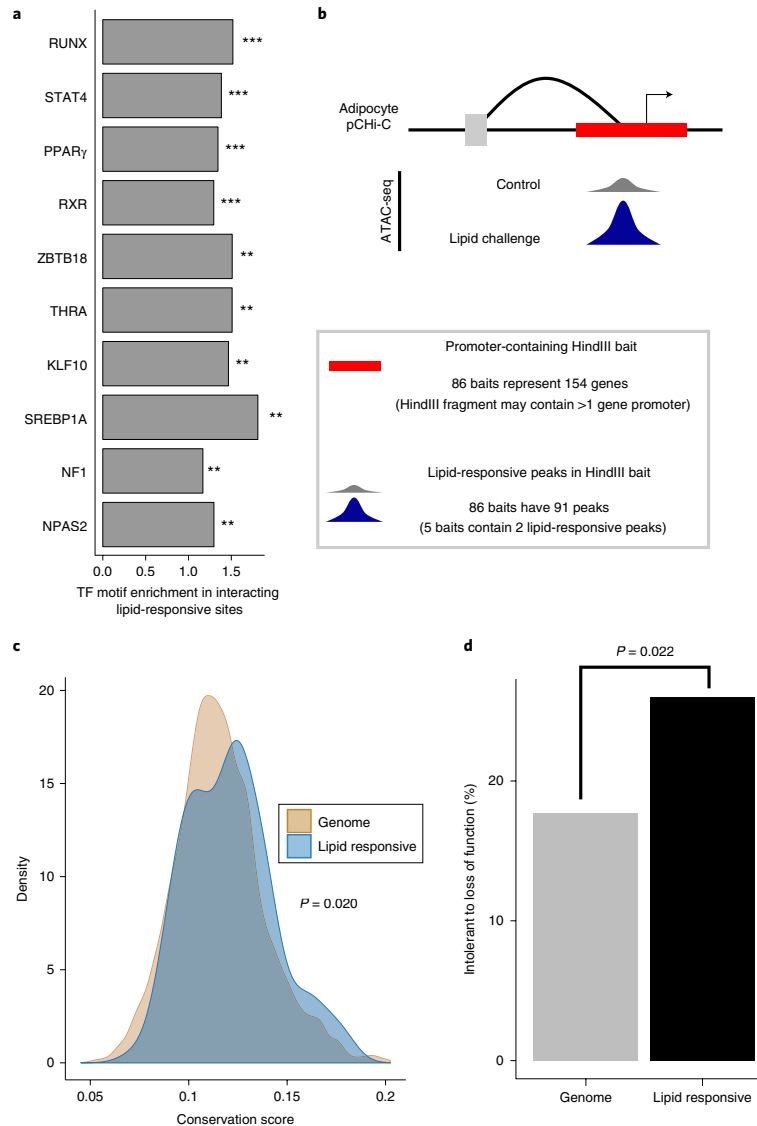 a
RUNX
***
STAT4
***
PPARγ
***
RXR
***
ZBTB18
**
THRA
**
KLF10
**
SREBP1A
**
NF1
**
NPAS2
**
0.0 0.5 1.0 1.5
TF motif enrichment in interacting
lipid-responsive sites
b
Adipocyte
pCHi-C
ATAC-seq
Control
Lipid challenge
Promoter-containing HindIII bait
86 baits represent 154 genes
(HindIII fragment may contain >1 gene promoter)
Lipid-responsive peaks in HindIII bait
86 baits have 91 peaks
(5 baits contain 2 lipid-responsive peaks)
c
20
15
10
5
0
Density
Genome
Lipid responsive
P = 0.020
0.05 0.1 0.15 0.2
Conservation score
d
P = 0.022
20
10
0
Intolerant to loss of function (%)
Genome Lipid responsive